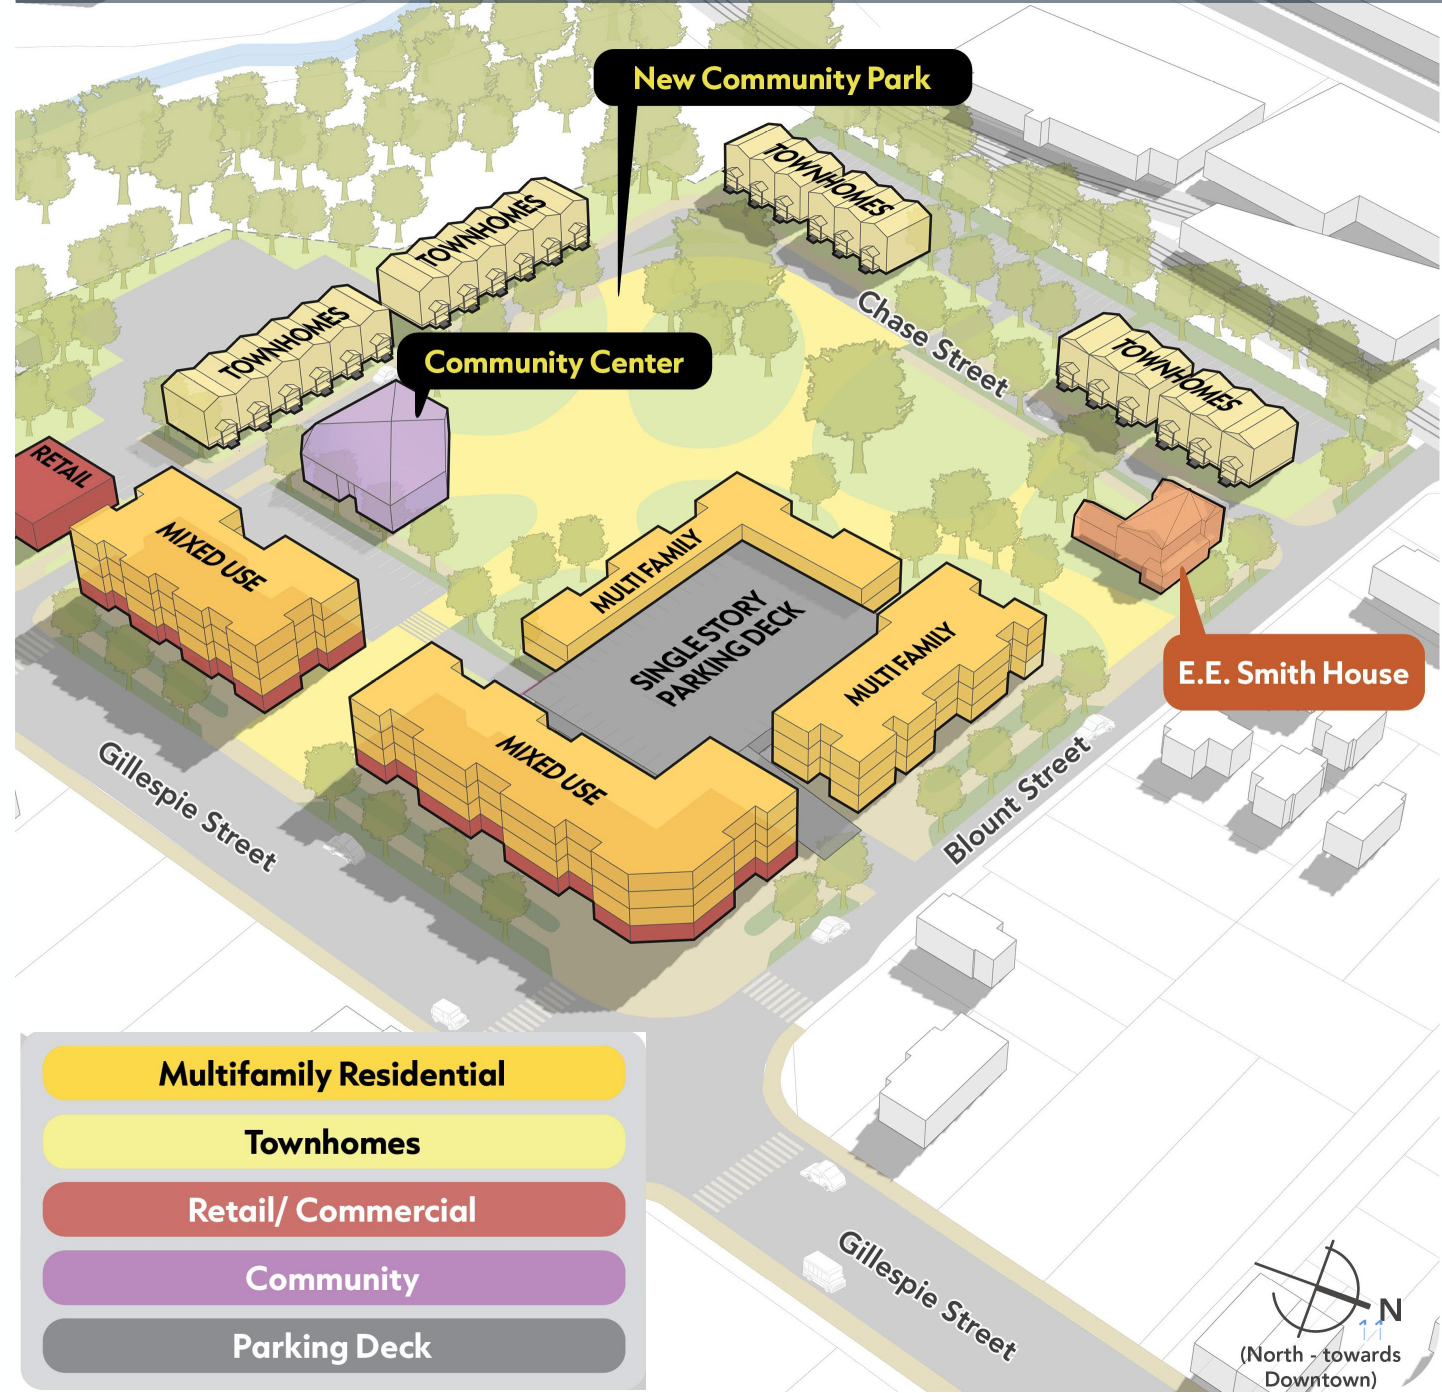 New Community Park
TOWNHOMES
TOWNHOMES
TOWNHOMES
Chase Street
TOWNHOMES
Community Center
RETAIL
MIXED USE
MULTI FAMILY
SINGLE STORY
PARKING DECK
MULTI FAMILY
E.E. Smith House
MIXED USE
Gillespie Street
Blount Street
Multifamily Residential
Townhomes
Retail/ Commercial
Community
Parking Deck
Gillespie Street
N
(North - towards
Downtown)